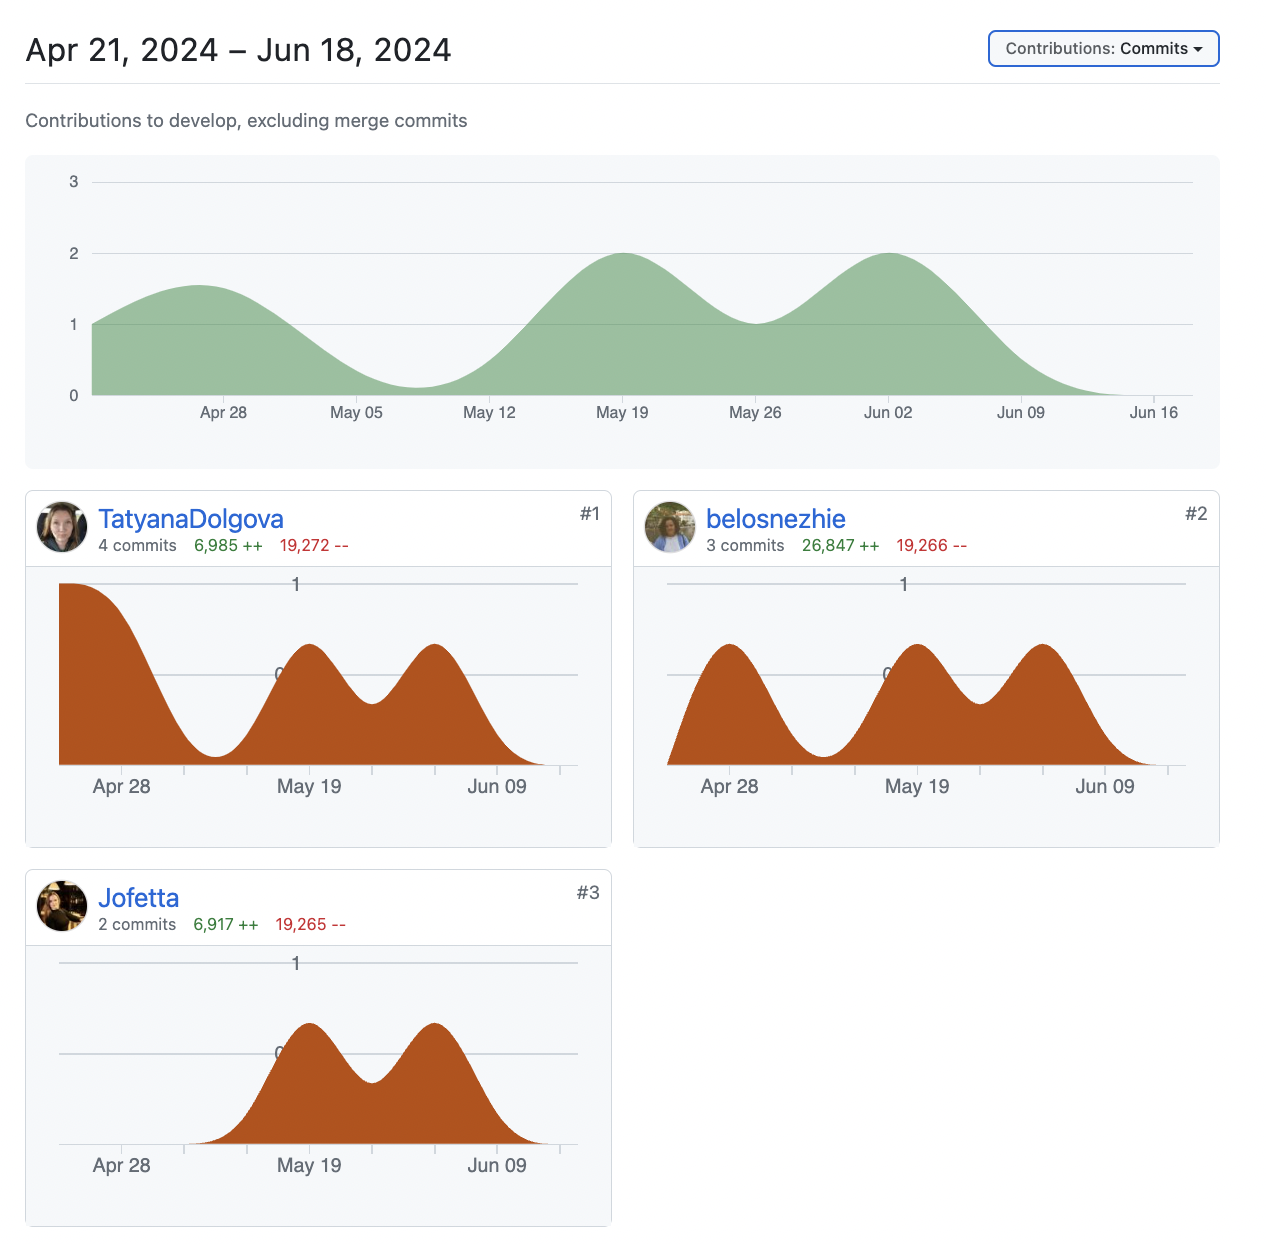 Apr 21, 2024 – Jun 18, 2024
Contributions: Commits
Contributions to develop, excluding merge commits
3
2
1
0
Apr 28 May 05 May 12 May 19 May 26 Jun 02 Jun 09 Jun 16
TatyanaDolgova #1
4 commits 6,985 ++ 19,272 --
1
Apr 28 May 19 Jun 09
belosnezhie #2
3 commits 26,847 ++ 19,266 --
1
Apr 28 May 19 Jun 09
Jofetta #3
2 commits 6,917 ++ 19,265 --
1
Apr 28 May 19 Jun 09